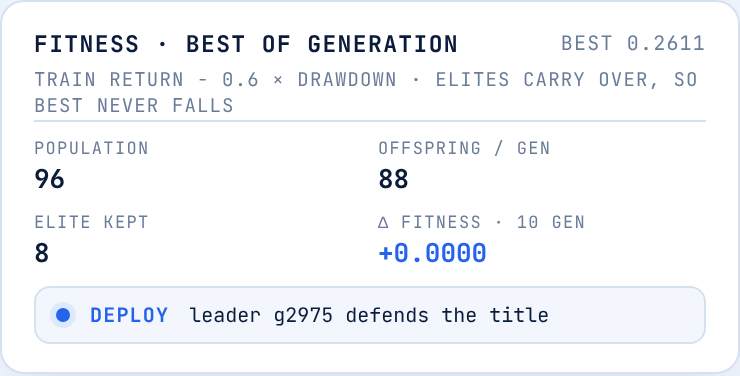 FITNESS · BEST OF GENERATION BEST 0.2611
TRAIN RETURN - 0.6 × DRAWDOWN · ELITES CARRY OVER, SO
BEST NEVER FALLS
POPULATION OFFSPRING / GEN
96 88
ELITE KEPT Δ FITNESS · 10 GEN
8 +0.0000
DEPLOY leader g2975 defends the title